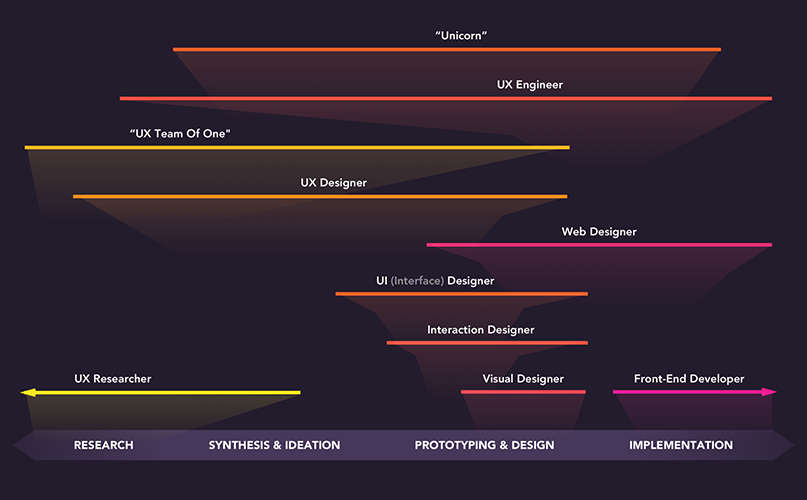 “Unicorn”
UX Engineer
“UX Team Of One"
UX Designer
Web Designer
UI (Interface) Designer
Interaction Designer
UX Researcher
Visual Designer
Front-End Developer
RESEARCH
SYNTHESIS & IDEATION
PROTOTYPING & DESIGN
IMPLEMENTATION